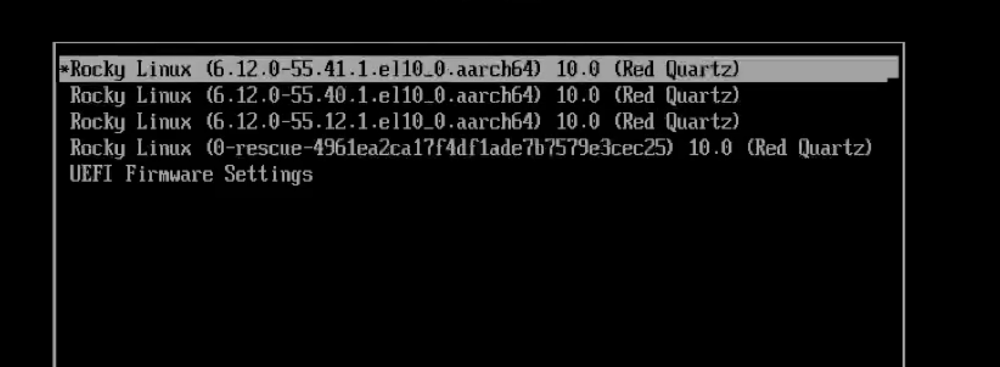 *Rocky Linux (6.12.0-55.41.1.el10_0.aarch64) 10.0 (Red Quartz)
Rocky Linux (6.12.0-55.40.1.el10_0.aarch64) 10.0 (Red Quartz)
Rocky Linux (6.12.0-55.12.1.el10_0.aarch64) 10.0 (Red Quartz)
Rocky Linux (0-rescue-4961ea2ca17f4df1ade7b7579e3cec25) 10.0 (Red Quartz)
UEFI Firmware Settings